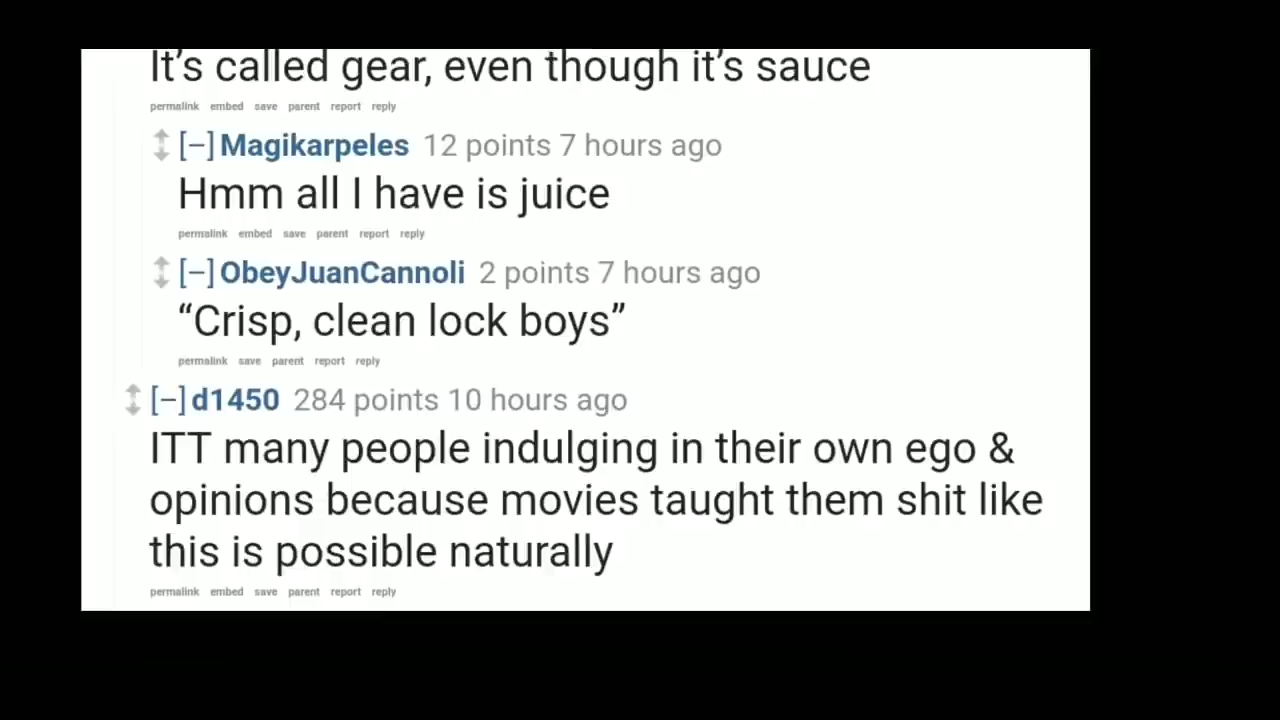 It’s called gear, even though it’s sauce
permalink embed save parent report reply
[–] Magikarpeles 12 points 7 hours ago
Hmm all I have is juice
permalink embed save parent report reply
[–] ObeyJuanCannoli 2 points 7 hours ago
“Crisp, clean lock boys”
permalink save parent report reply
[–] d1450 284 points 10 hours ago
ITT many people indulging in their own ego &
opinions because movies taught them shit like
this is possible naturally
permalink embed save parent report reply